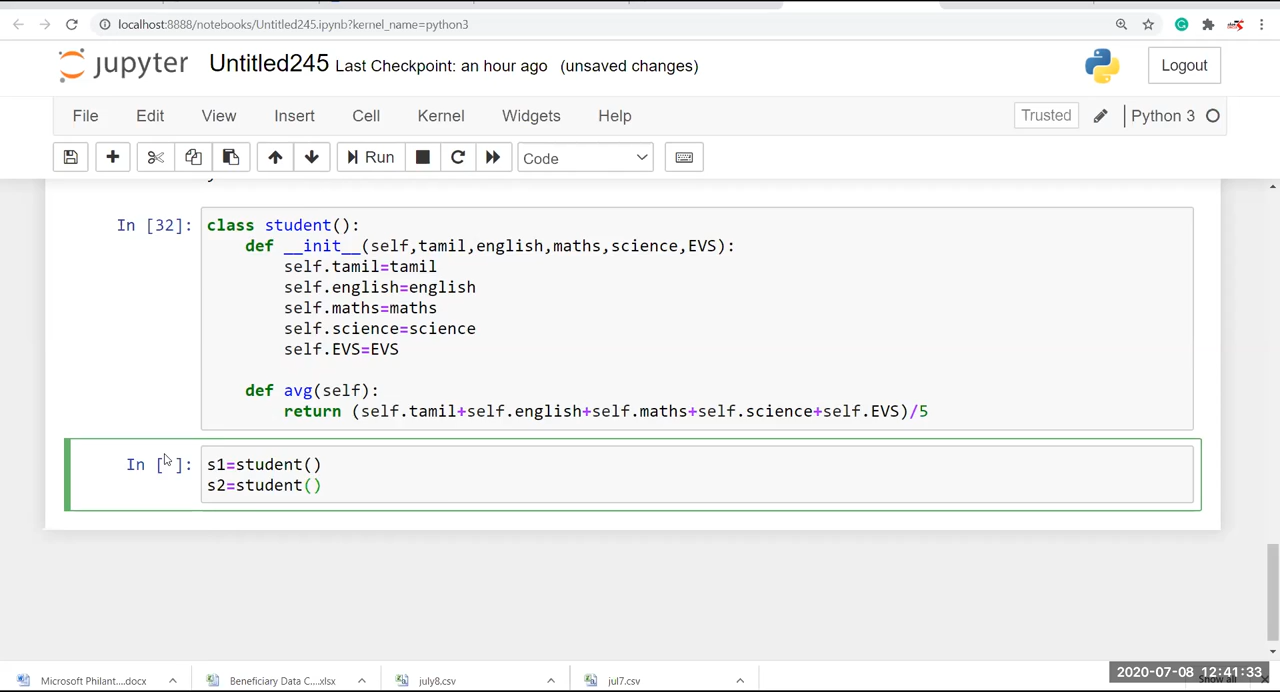 localhost:8888/notebooks/Untitled245.ipynb?kernel_name=python3
jupyter Untitled245 Last Checkpoint: an hour ago (unsaved changes) Logout
File Edit View Insert Cell Kernel Widgets Help Trusted Python 3
Run Code
In [32]: class student():
def __init__(self,tamil,english,maths,science,EVS):
self.tamil=tamil
self.english=english
self.maths=maths
self.science=science
self.EVS=EVS
def avg(self):
return (self.tamil+self.english+self.maths+self.science+self.EVS)/5
In [ ]: s1=student()
s2=student()
Microsoft Philant....docx Beneficiary Data C....xlsx july8.csv jul7.csv Show all
2020-07-08 12:41:33